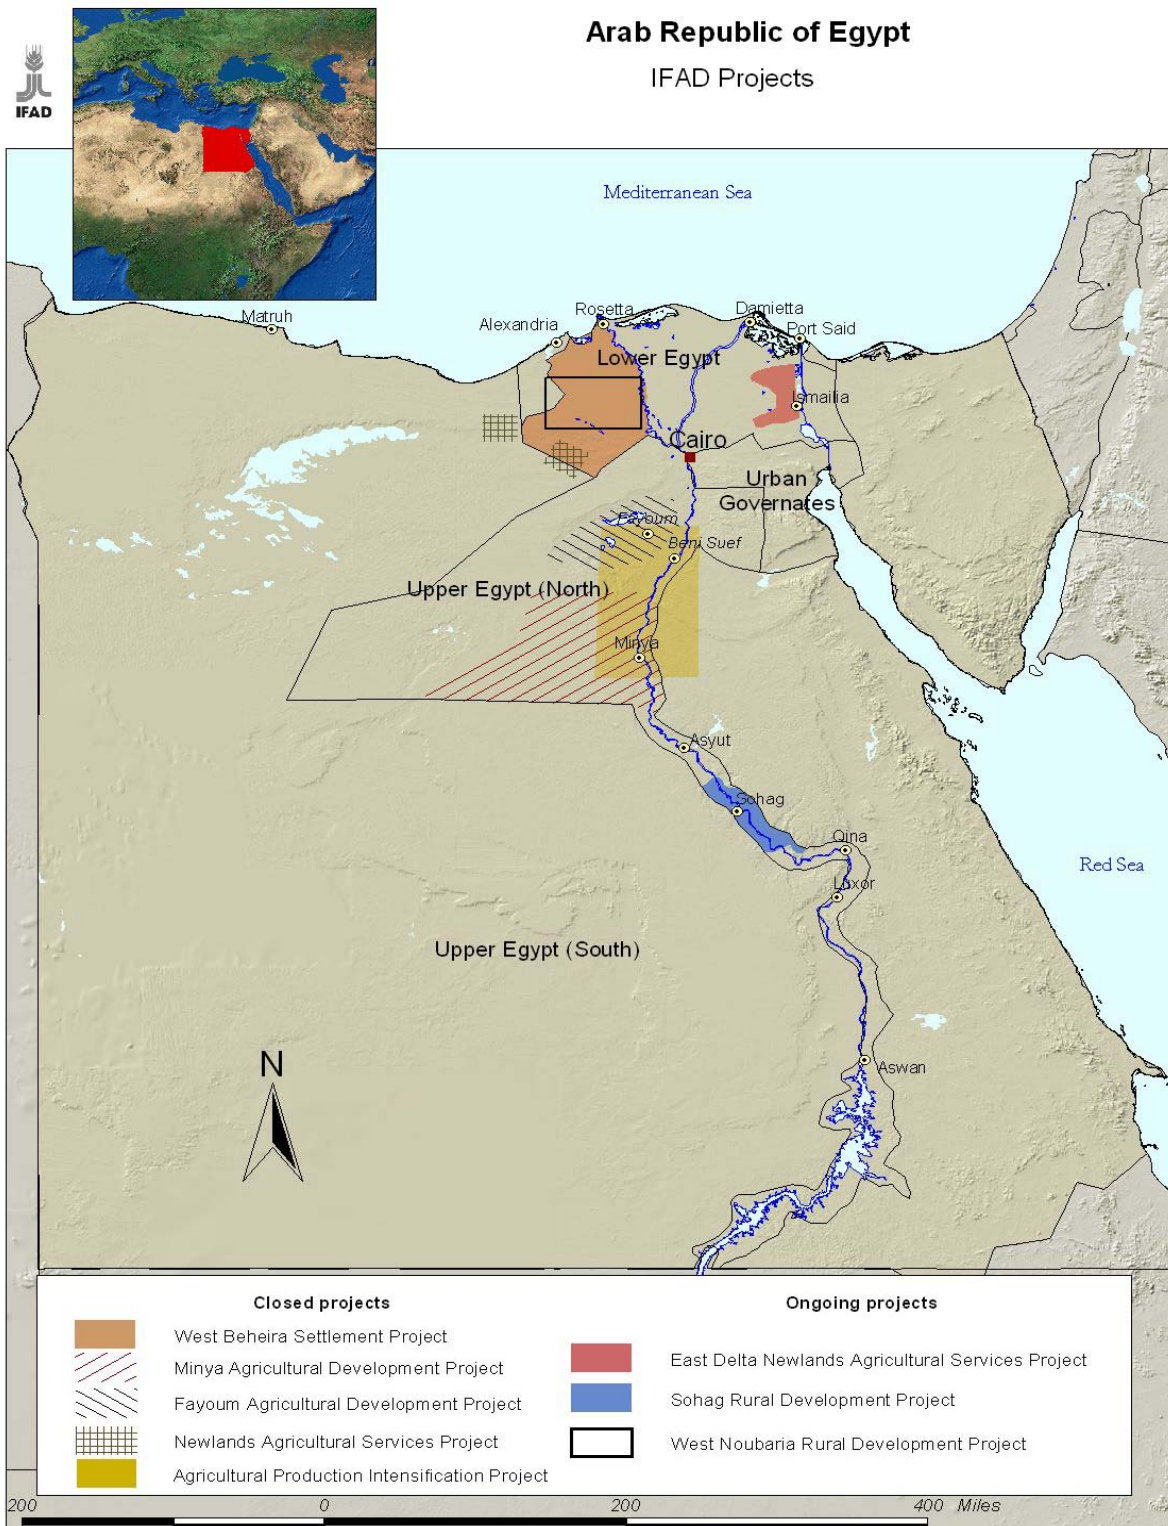 Arab Republic of Egypt
IFAD Projects
IFAD
Mediterranean Sea
Matruh
Alexandria
Rosetta
Damietta
Port Said
Lower Egypt
Ismailia
Cairo
Urban
Governates
Fayoum
Beni Suef
Upper Egypt (North)
Minya
Asyut
Sohag
Qina
Luxor
Red Sea
Upper Egypt (South)
N
Aswan
Closed projects
West Beheira Settlement Project
Minya Agricultural Development Project
Fayoum Agricultural Development Project
Newlands Agricultural Services Project
Agricultural Production Intensification Project
Ongoing projects
East Delta Newlands Agricultural Services Project
Sohag Rural Development Project
West Noubaria Rural Development Project
200 0 200 400 Miles